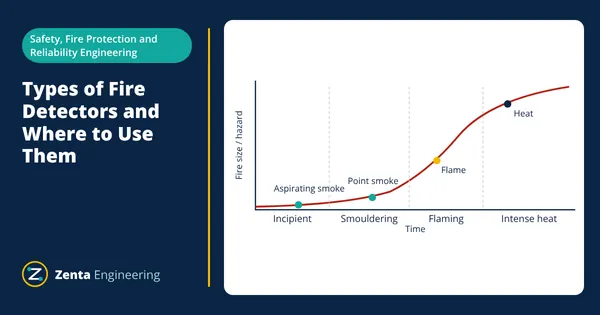 Safety, Fire Protection and
Reliability Engineering
Types of Fire
Detectors and
Where to Use
Them
Zenta Engineering
Fire size / hazard
Aspirating smoke
Point smoke
Flame
Heat
Incipient
Smouldering
Flaming
Intense heat
Time